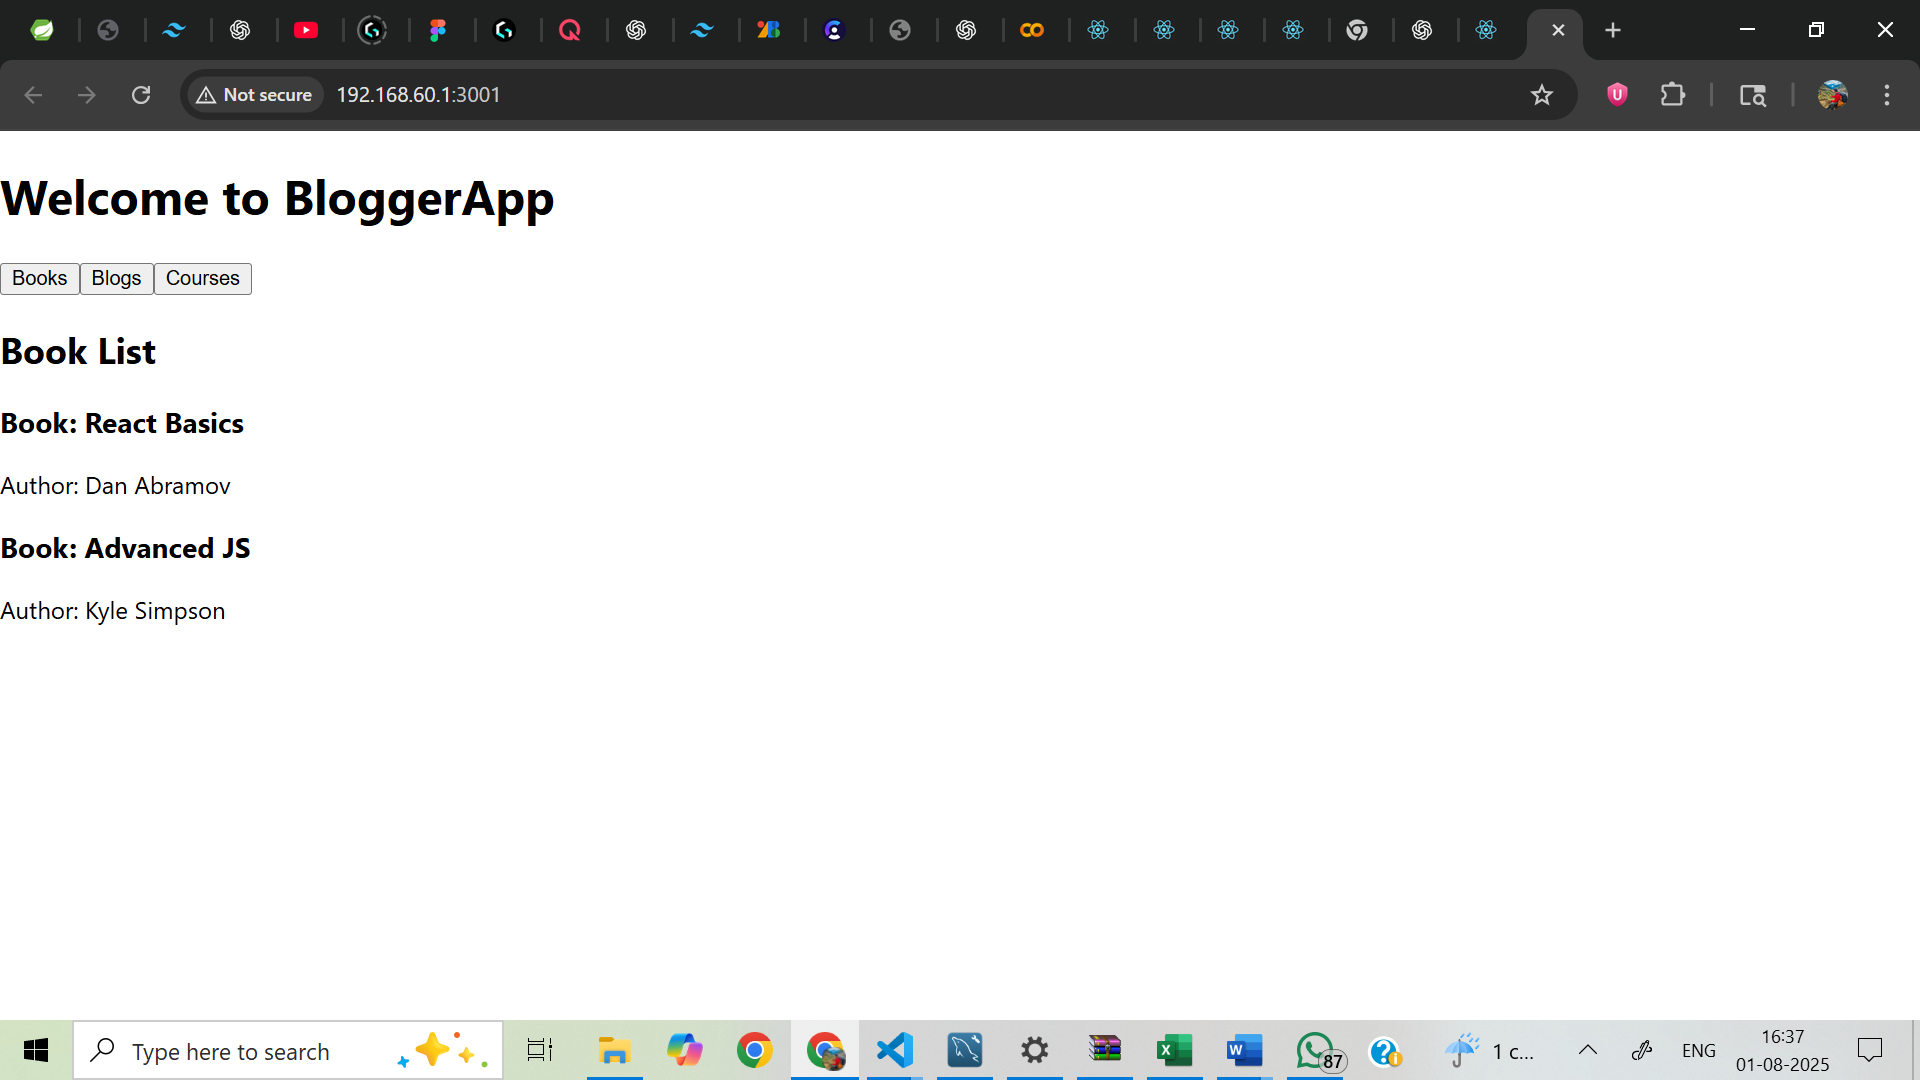 Not secure 192.168.60.1:3001
Welcome to BloggerApp
Books Blogs Courses
Book List
Book: React Basics
Author: Dan Abramov
Book: Advanced JS
Author: Kyle Simpson
Type here to search
87
1 c...
ENG
16:37
01-08-2025